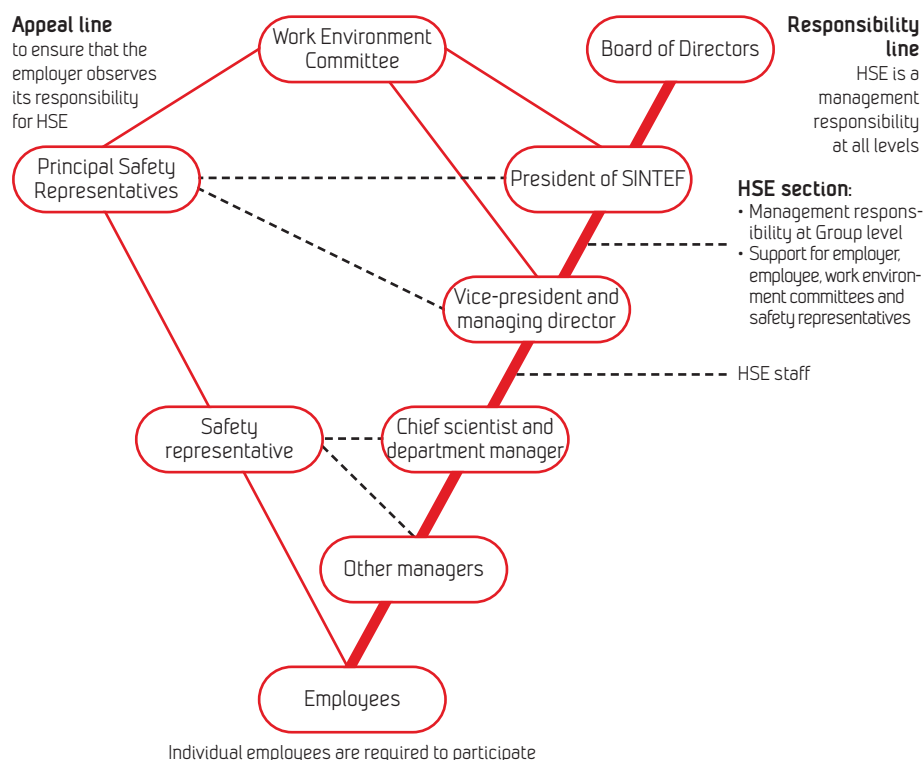 Appeal line
to ensure that the
employer observes
its responsibility
for HSE
Work Environment
Committee
Board of Directors
Responsibility
line
HSE is a
management
responsibility
at all levels
Principal Safety
Representatives
President of SINTEF
HSE section:
• Management respons-
ibility at Group level
• Support for employer,
employee, work environ-
ment committees and
safety representatives
Vice-president and
managing director
HSE staff
Safety
representative
Chief scientist and
department manager
Other managers
Employees
Individual employees are required to participate